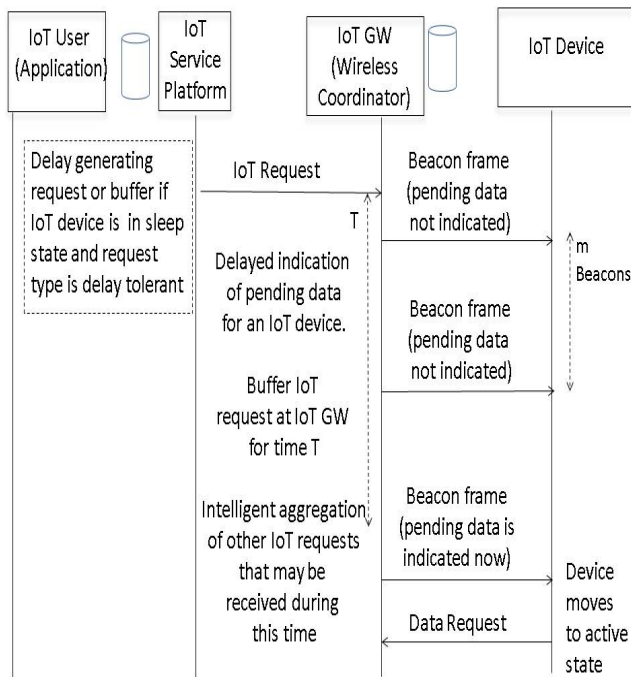 IoT User
(Application)
IoT
Service
Platform
IoT GW
(Wireless
Coordinator)
IoT Device
Delay generating
request or buffer if
IoT device is in sleep
state and request
type is delay tolerant
IoT Request
T
Delayed indication
of pending data
for an IoT device.
Buffer IoT
request at IoT GW
for time T
Intelligent aggregation
of other IoT requests
that may be
received during
this time
Beacon frame
(pending data
not indicated)
m
Beacons
Beacon frame
(pending data
not indicated)
Beacon frame
(pending data is
indicated now)
Data Request
Device
moves
to active
state